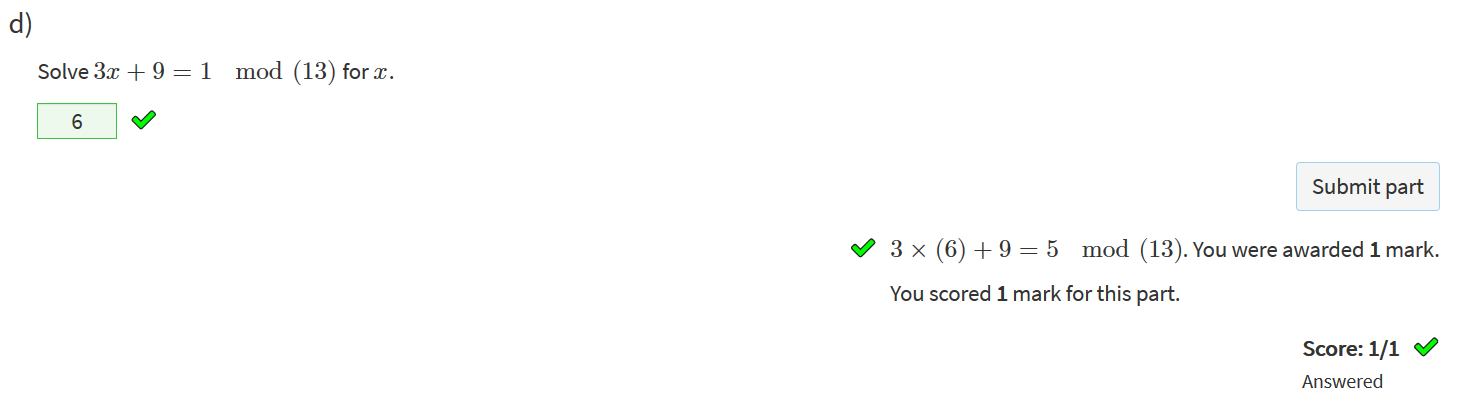 d)
Solve 3x + 9 = 1 mod (13) for x.
6
Submit part
3 × (6) + 9 = 5 mod (13). You were awarded 1 mark.
You scored 1 mark for this part.
Score: 1/1
Answered